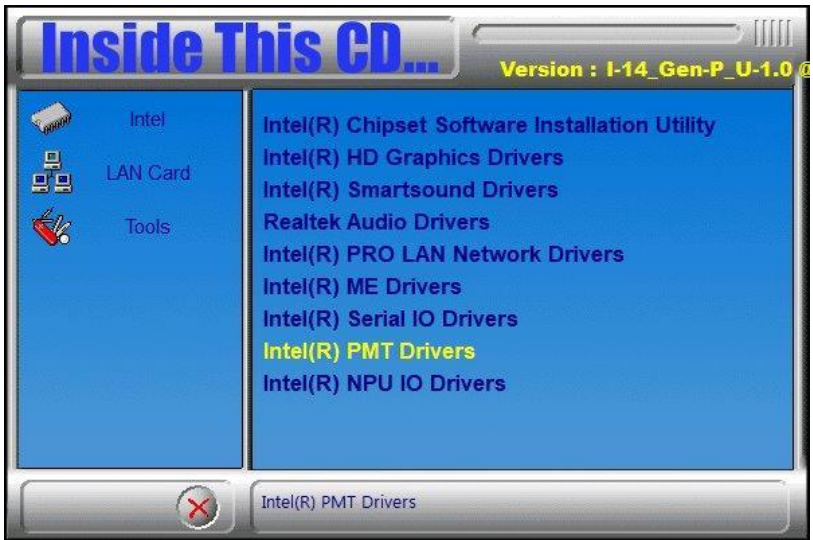 Inside This CD...
Version : I-14_Gen-P_U-1.0 @
Intel
LAN Card
Tools
Intel(R) Chipset Software Installation Utility
Intel(R) HD Graphics Drivers
Intel(R) Smartsound Drivers
Realtek Audio Drivers
Intel(R) PRO LAN Network Drivers
Intel(R) ME Drivers
Intel(R) Serial IO Drivers
Intel(R) PMT Drivers
Intel(R) NPU IO Drivers
Intel(R) PMT Drivers